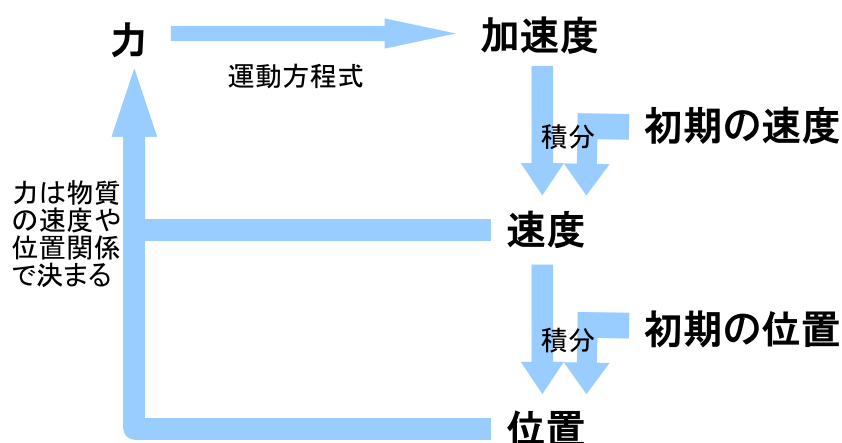 力
加速度
運動方程式
積分
初期の速度
力は物質
の速度や
位置関係
で決まる
速度
積分
初期の位置
位置